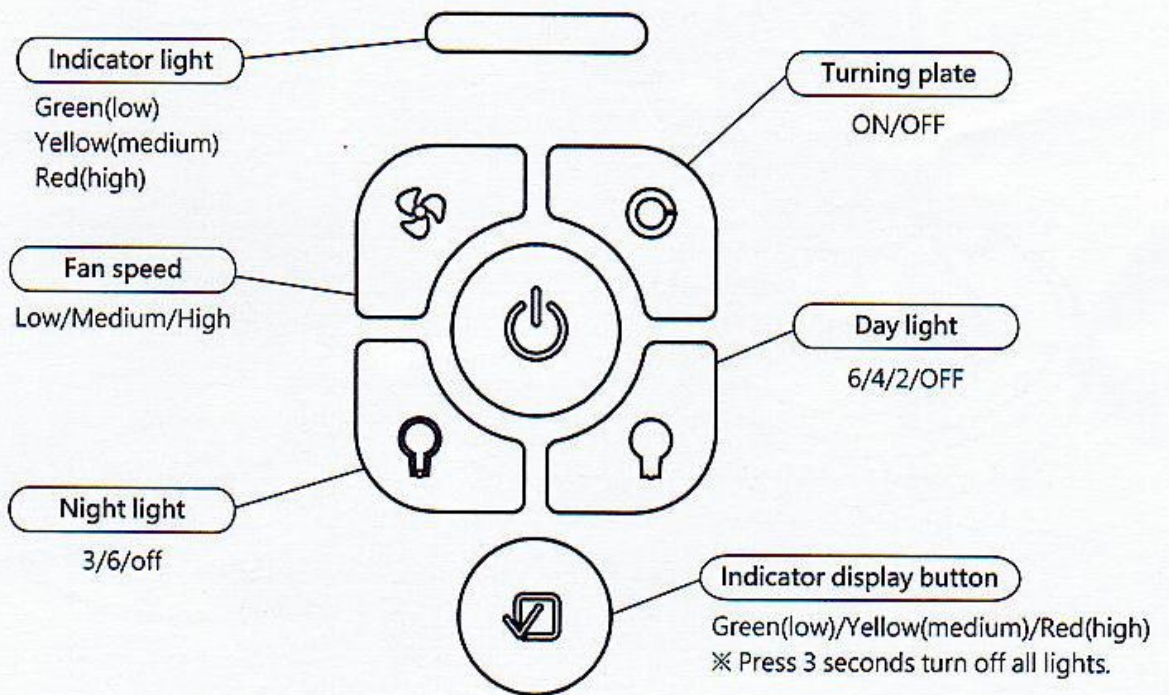 Indicator light
Green(low)
Yellow(medium)
Red(high)
Turning plate
ON/OFF
Fan speed
Low/Medium/High
Day light
6/4/2/OFF
Night light
3/6/off
Indicator display button
Green(low)/Yellow(medium)/Red(high)
※ Press 3 seconds turn off all lights.